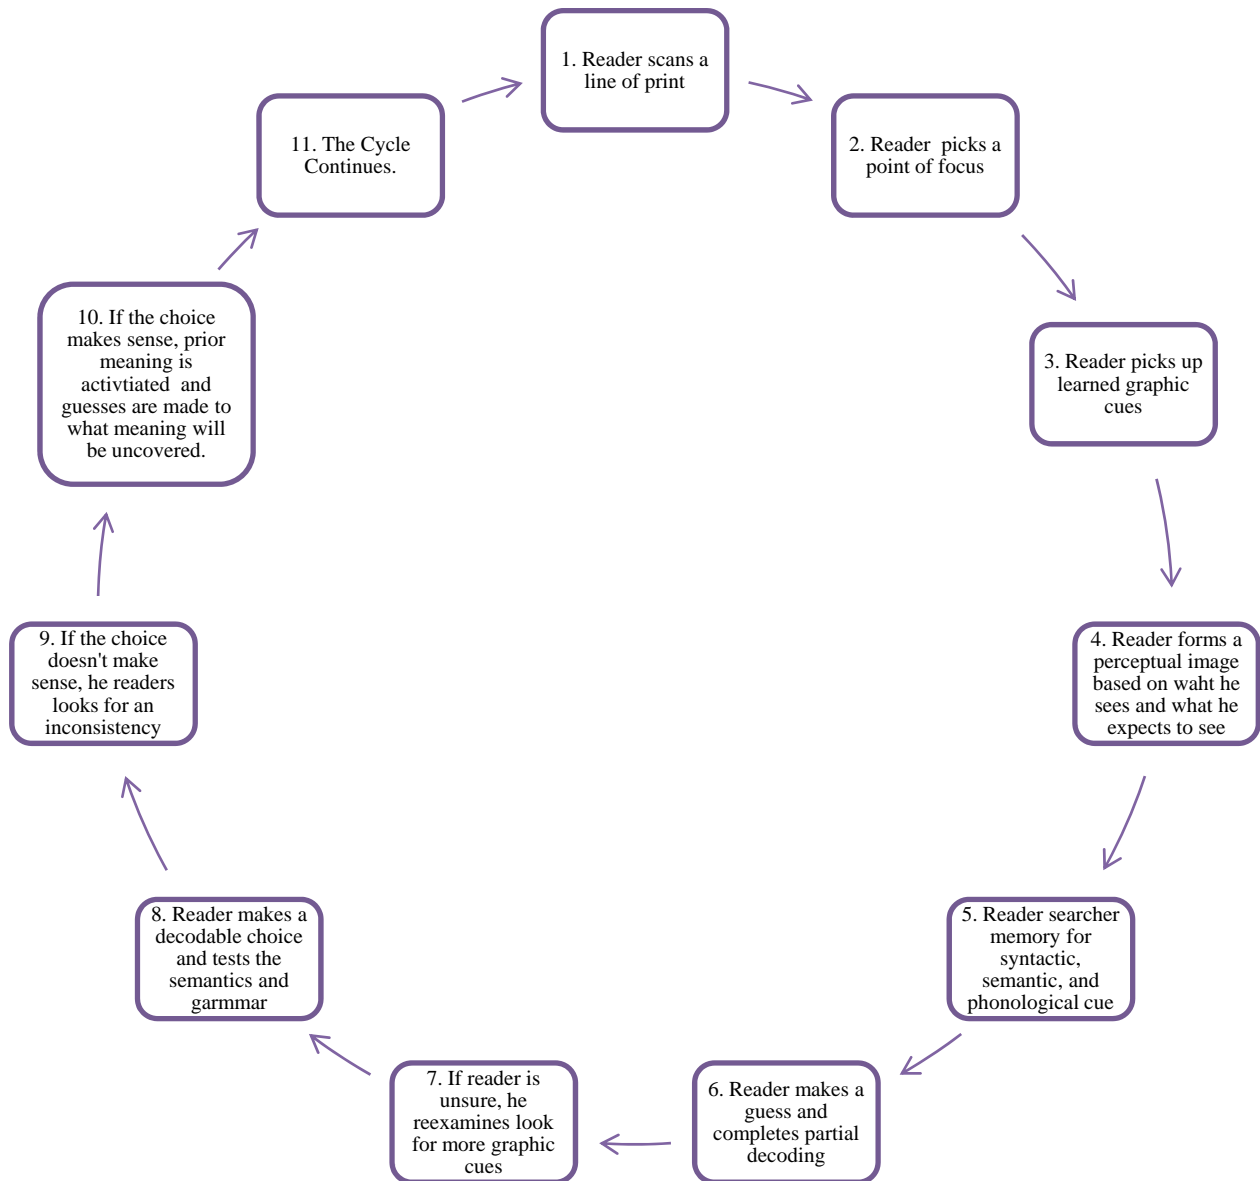 1. Reader scans a
line of print
2. Reader  picks a
point of focus
3. Reader picks up
learned graphic
cues
4. Reader forms a
perceptual image
based on waht he
sees and what he
expects to see
5. Reader searcher
memory for
syntactic,
semantic, and
phonological cue
6. Reader makes a
guess and
completes partial
decoding
7. If reader is
unsure, he
reexamines look
for more graphic
cues
8. Reader makes a
decodable choice
and tests the
semantics and
garmmar
9. If the choice
doesn't make
sense, he readers
looks for an
inconsistency
10. If the choice
makes sense, prior
meaning is
activtiated  and
guesses are made to
what meaning will
be uncovered.
11. The Cycle
Continues.